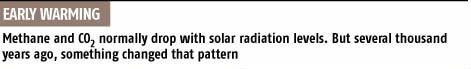 EARLY WARMING
Methane and CO₂ normally drop with solar radiation levels. But several thousand
years ago, something changed that pattern